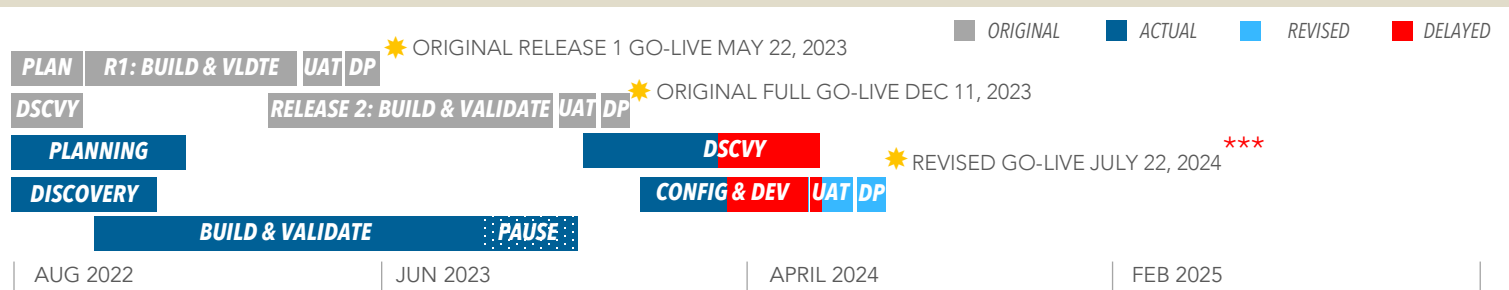 ORIGINAL ACTUAL REVISED DELAYED
ORIGINAL RELEASE 1 GO-LIVE MAY 22, 2023
PLAN R1: BUILD & VLDTE UAT DP
ORIGINAL FULL GO-LIVE DEC 11, 2023
DSCVY RELEASE 2: BUILD & VALIDATE UAT DP
PLANNING DSCVY
REVISED GO-LIVE JULY 22, 2024***
DISCOVERY CONFIG & DEV UAT DP
BUILD & VALIDATE PAUSE
AUG 2022 JUN 2023 APRIL 2024 FEB 2025